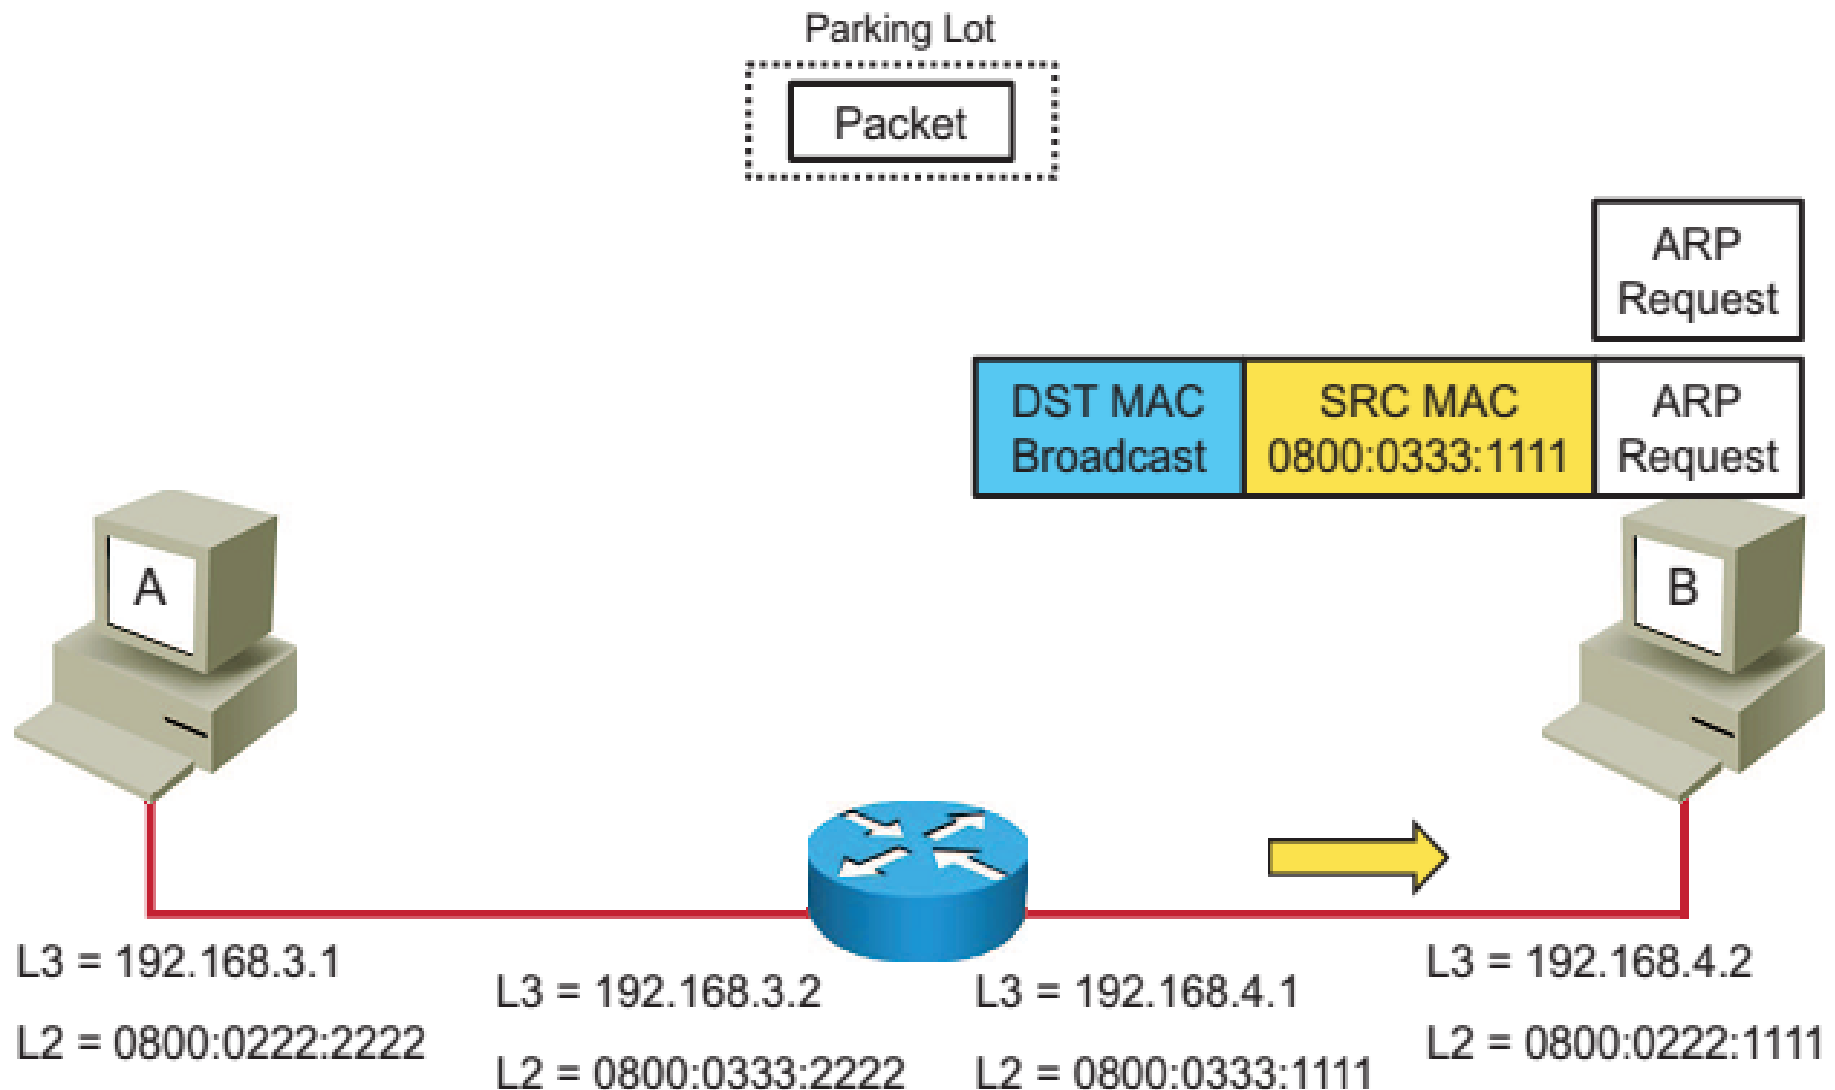 Parking Lot
Packet
ARP
Request
DST MAC
Broadcast
SRC MAC
0800:0333:1111
ARP
Request
A
B
L3 = 192.168.3.1
L2 = 0800:0222:2222
L3 = 192.168.3.2
L2 = 0800:0333:2222
L3 = 192.168.4.1
L2 = 0800:0333:1111
L3 = 192.168.4.2
L2 = 0800:0222:1111